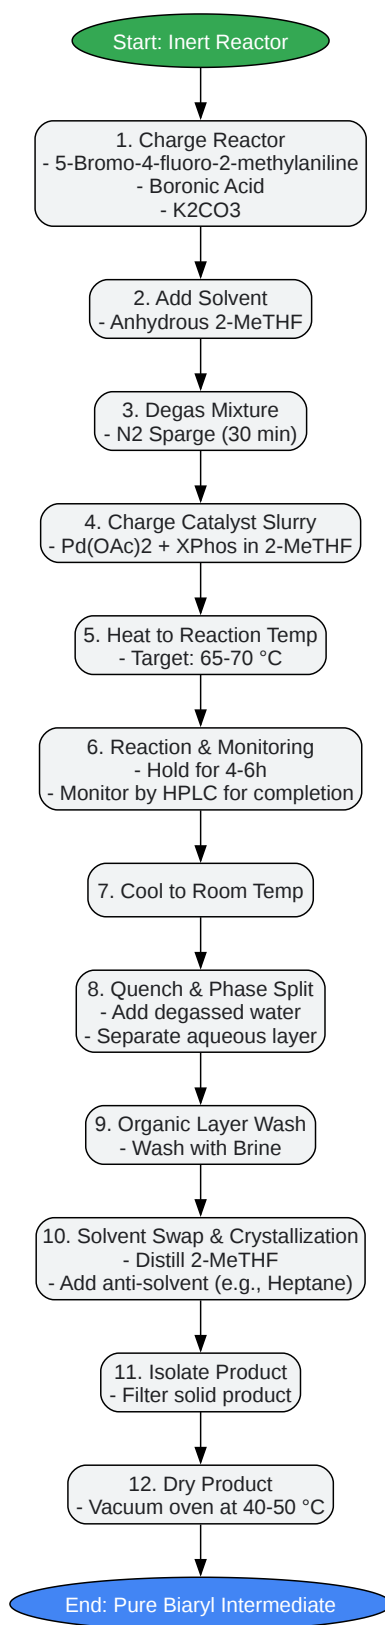 Start: Inert Reactor
1. Charge Reactor
- 5-Bromo-4-fluoro-2-methylaniline
- Boronic Acid
- K2CO3
2. Add Solvent
- Anhydrous 2-MeTHF
3. Degas Mixture
- N2 Sparge (30 min)
4. Charge Catalyst Slurry
- Pd(OAc)2 + XPhos in 2-MeTHF
5. Heat to Reaction Temp
- Target: 65-70 °C
6. Reaction & Monitoring
- Hold for 4-6h
- Monitor by HPLC for completion
7. Cool to Room Temp
8. Quench & Phase Split
- Add degassed water
- Separate aqueous layer
9. Organic Layer Wash
- Wash with Brine
10. Solvent Swap & Crystallization
- Distill 2-MeTHF
- Add anti-solvent (e.g., Heptane)
11. Isolate Product
- Filter solid product
12. Dry Product
- Vacuum oven at 40-50 °C
End: Pure Biaryl Intermediate